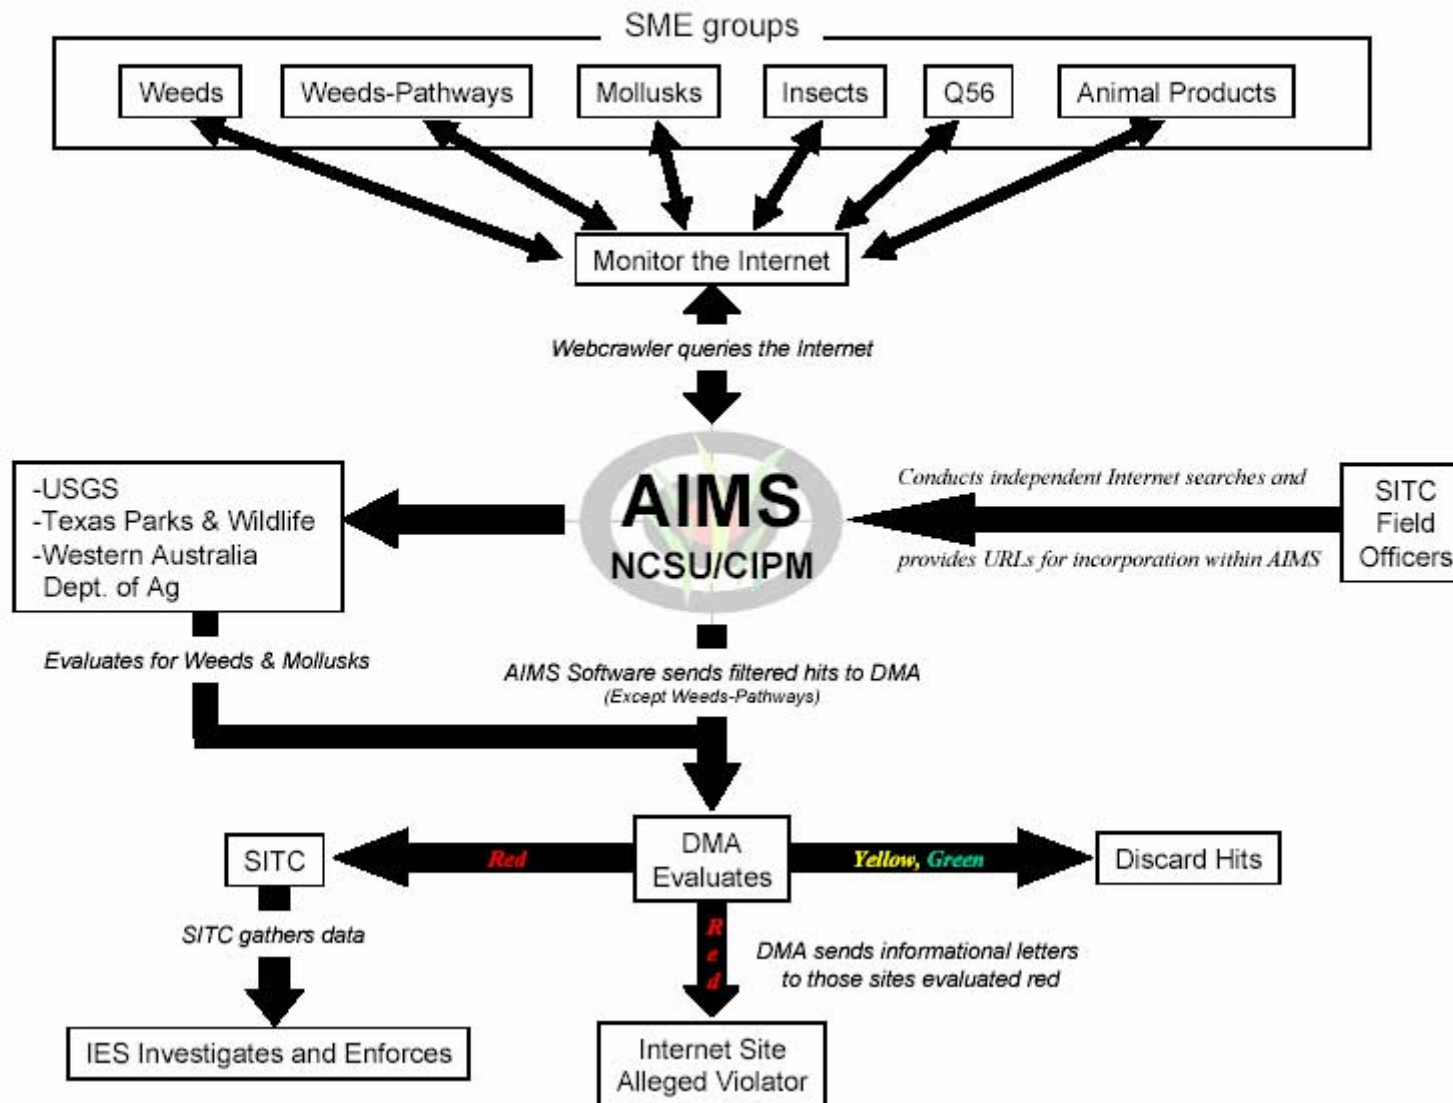 SME groups
Weeds
Weeds-Pathways
Mollusks
Insects
Q56
Animal Products
Monitor the Internet
Webcrawler queries the Internet
-USGS
-Texas Parks & Wildlife
-Western Australia
Dept. of Ag
AIMS
NCSU/CIPM
Conducts independent Internet searches and
provides URLs for incorporation within AIMS
SITC
Field
Officers
Evaluates for Weeds & Mollusks
AIMS Software sends filtered hits to DMA
(Except Weeds-Pathways)
SITC
Red
DMA
Evaluates
Yellow, Green
Discard Hits
SITC gathers data
Red
DMA sends informational letters
to those sites evaluated red
IES Investigates and Enforces
Internet Site
Alleged Violator